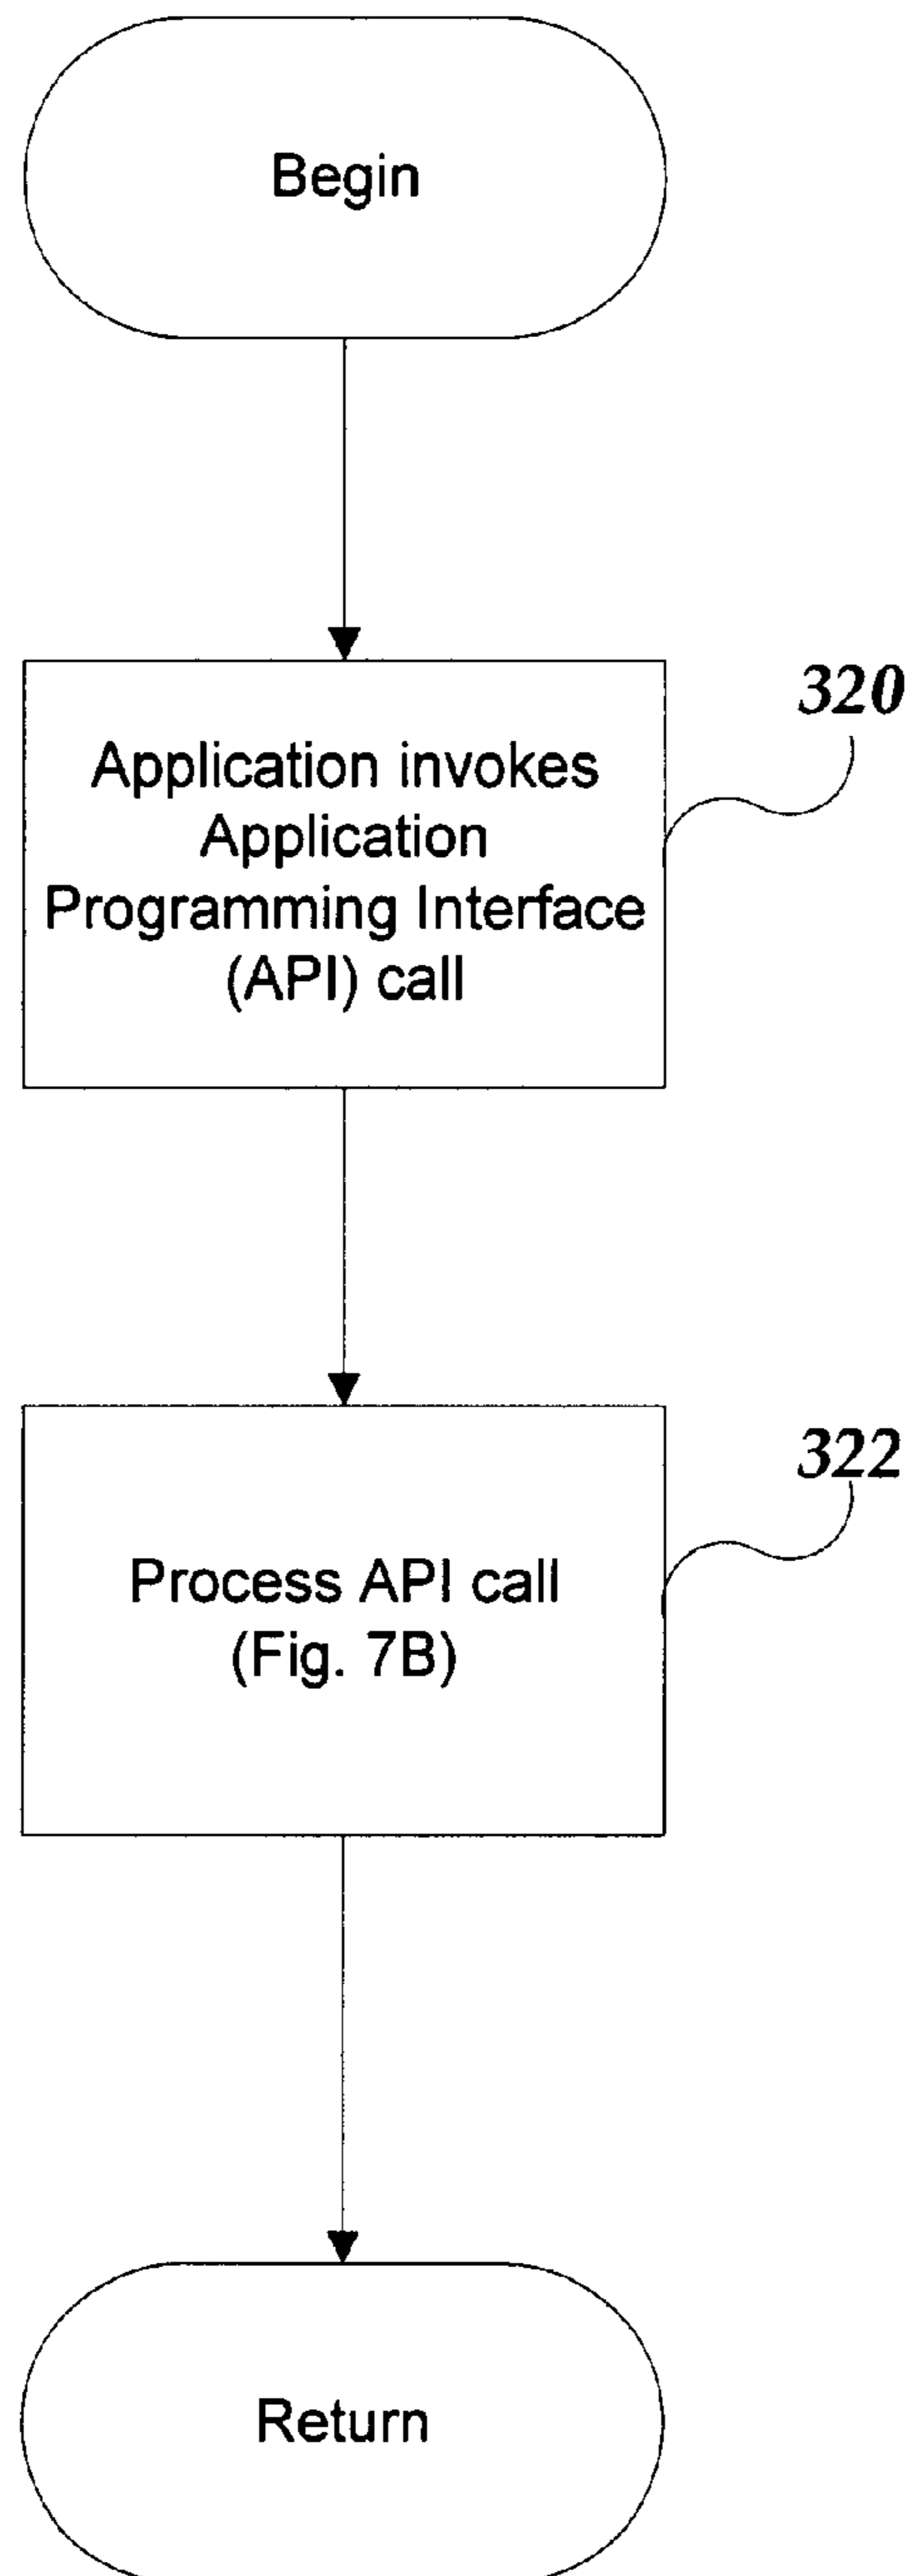 Begin
320
Application invokes
Application
Programming Interface
(API) call
322
Process API call
(Fig. 7B)
Return